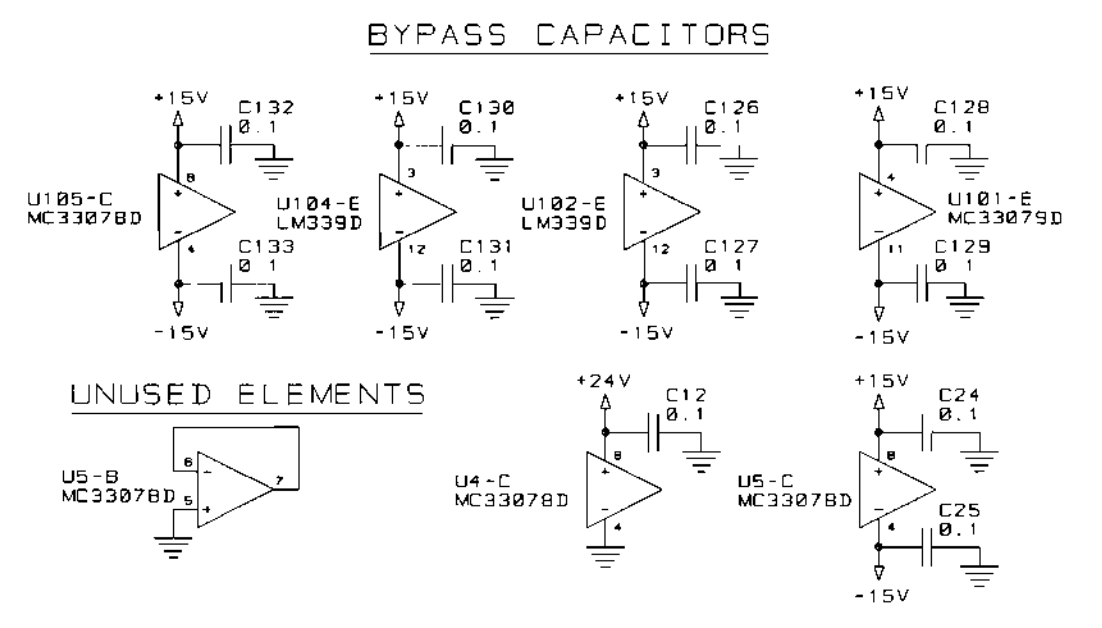 BYPASS CAPACITORS
+15V
C132
0.1
8
U105-C
MC33078D
4
C133
0.1
-15V
+15V
C130
0.1
3
U104-E
LM339D
12
C131
0.1
-15V
+15V
C126
0.1
3
U102-E
LM339D
12
C127
0.1
-15V
+15V
C128
0.1
4
U101-E
MC33079D
11
C129
0.1
-15V
UNUSED ELEMENTS
U5-B
MC33078D
6
5
7
+24V
C12
0.1
8
U4-C
MC33078D
4
+15V
C24
0.1
8
U5-C
MC33078D
4
C25
0.1
-15V